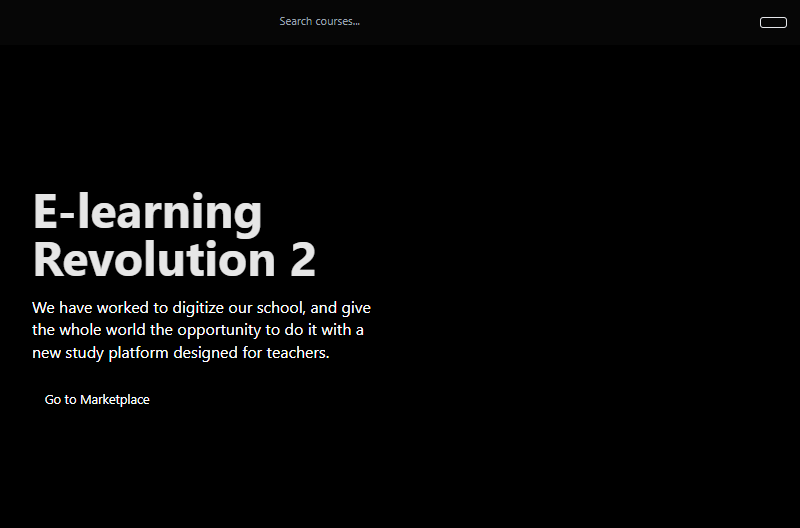 Search courses...
E-learning
Revolution 2
We have worked to digitize our school, and give
the whole world the opportunity to do it with a
new study platform designed for teachers.
Go to Marketplace